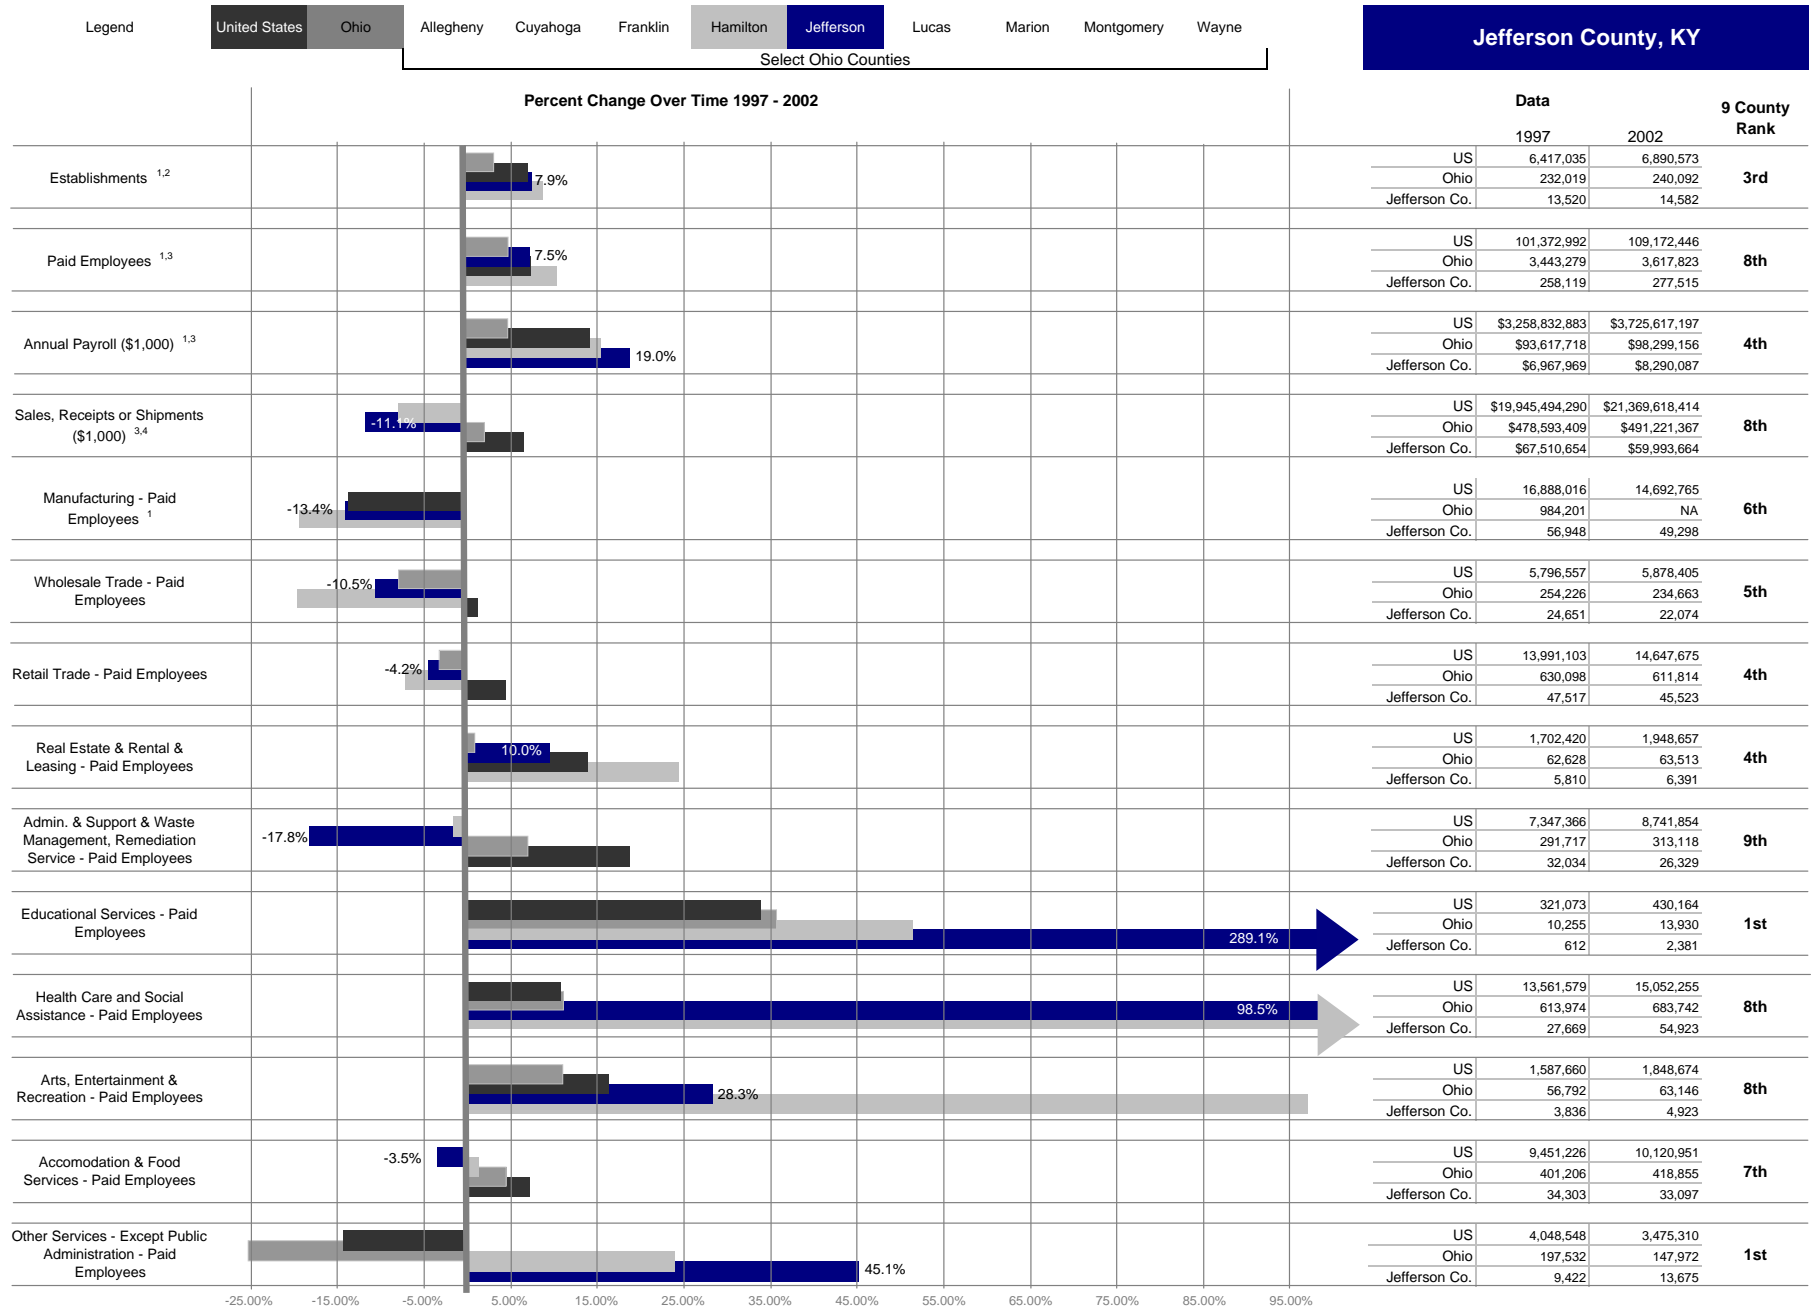 Legend United States Ohio Allegheny Cuyahoga Franklin Hamilton Jefferson Lucas Marion Montgomery Wayne
Select Ohio Counties
Jefferson County, KY
Percent Change Over Time 1997 - 2002
Data
9 County Rank
1997 2002
Establishments 1,2
7.9%
US 6,417,035 6,890,573
Ohio 232,019 240,092
Jefferson Co. 13,520 14,582
3rd
Paid Employees 1,3
7.5%
US 101,372,992 109,172,446
Ohio 3,443,279 3,617,823
Jefferson Co. 258,119 277,515
8th
Annual Payroll ($1,000) 1,3
19.0%
US $3,258,832,883 $3,725,617,197
Ohio $93,617,718 $98,299,156
Jefferson Co. $6,967,969 $8,290,087
4th
Sales, Receipts or Shipments
($1,000) 3,4
-11.1%
US $19,945,494,290 $21,369,618,414
Ohio $478,593,409 $491,221,367
Jefferson Co. $67,510,654 $59,993,664
8th
Manufacturing - Paid
Employees 1
-13.4%
US 16,888,016 14,692,765
Ohio 984,201 NA
Jefferson Co. 56,948 49,298
6th
Wholesale Trade - Paid
Employees
-10.5%
US 5,796,557 5,878,405
Ohio 254,226 234,663
Jefferson Co. 24,651 22,074
5th
Retail Trade - Paid Employees
-4.2%
US 13,991,103 14,647,675
Ohio 630,098 611,814
Jefferson Co. 47,517 45,523
4th
Real Estate & Rental &
Leasing - Paid Employees
10.0%
US 1,702,420 1,948,657
Ohio 62,628 63,513
Jefferson Co. 5,810 6,391
4th
Admin. & Support & Waste
Management, Remediation
Service - Paid Employees
-17.8%
US 7,347,366 8,741,854
Ohio 291,717 313,118
Jefferson Co. 32,034 26,329
9th
Educational Services - Paid
Employees
289.1%
US 321,073 430,164
Ohio 10,255 13,930
Jefferson Co. 612 2,381
1st
Health Care and Social
Assistance - Paid Employees
98.5%
US 13,561,579 15,052,255
Ohio 613,974 683,742
Jefferson Co. 27,669 54,923
8th
Arts, Entertainment &
Recreation - Paid Employees
28.3%
US 1,587,660 1,848,674
Ohio 56,792 63,146
Jefferson Co. 3,836 4,923
8th
Accomodation & Food
Services - Paid Employees
-3.5%
US 9,451,226 10,120,951
Ohio 401,206 418,855
Jefferson Co. 34,303 33,097
7th
Other Services - Except Public
Administration - Paid
Employees
45.1%
US 4,048,548 3,475,310
Ohio 197,532 147,972
Jefferson Co. 9,422 13,675
1st
-25.00% -15.00% -5.00% 5.00% 15.00% 25.00% 35.00% 45.00% 55.00% 65.00% 75.00% 85.00% 95.00%